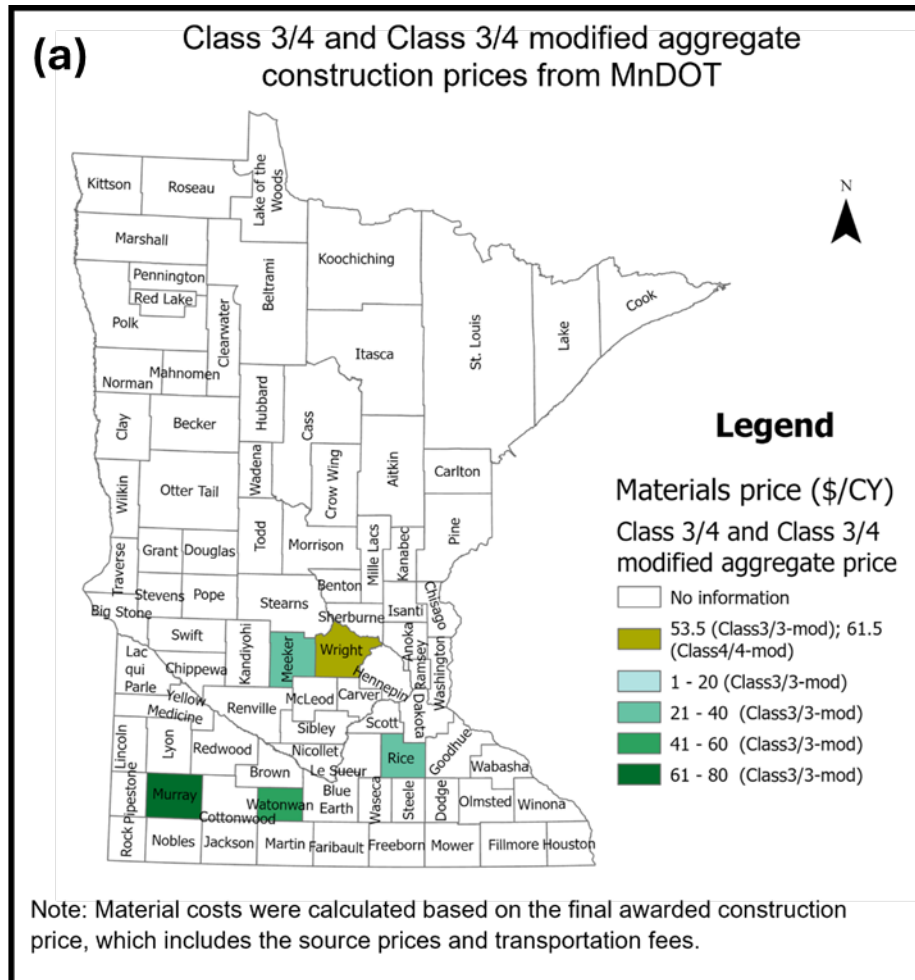 (a)
Class 3/4 and Class 3/4 modified aggregate
construction prices from MnDOT
N
Kittson
Roseau
Lake of the
Woods
Marshall
Koochiching
Pennington
Beltrami
Red Lake
Cook
Polk
Clearwater
St. Louis
Lake
Itasca
Norman
Mahnomen
Hubbard
Cass
Clay
Becker
Wadena
Crow Wing
Aitkin
Carlton
Wilkin
Otter Tail
Todd
Morrison
Mille Lacs
Kanabec
Pine
Traverse
Grant
Douglas
Benton
Stevens
Pope
Stearns
Sherburne
Isanti
Chisago
Big Stone
Swift
Kandiyohi
Meeker
Wright
Anoka
Ramsey
Washington
Lac
qui
Parle
Chippewa
Hennepin
Yellow
Medicine
Renville
McLeod
Carver
Dakota
Scott
Sibley
Lincoln
Lyon
Redwood
Nicollet
Rice
Goodhue
Wabasha
Brown
Le Sueur
Pipestone
Murray
Cottonwood
Watonwan
Blue
Earth
Waseca
Steele
Dodge
Olmsted
Winona
Rock
Nobles
Jackson
Martin
Faribault
Freeborn
Mower
Fillmore
Houston
Legend
Materials price ($/CY)
Class 3/4 and Class 3/4
modified aggregate price
No information
53.5 (Class3/3-mod); 61.5
(Class4/4-mod)
1 - 20 (Class3/3-mod)
21 - 40 (Class3/3-mod)
41 - 60 (Class3/3-mod)
61 - 80 (Class3/3-mod)
Note: Material costs were calculated based on the final awarded construction
price, which includes the source prices and transportation fees.